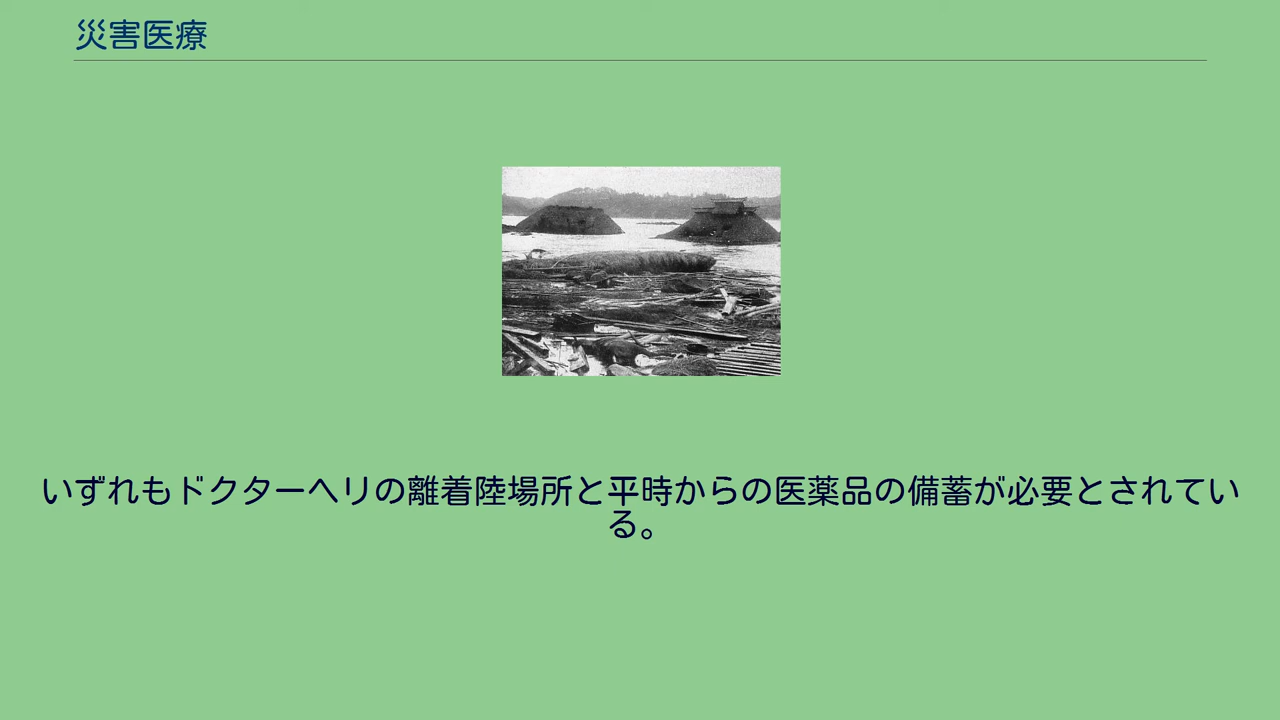 災害医療
いずれもドクターヘリの離着陸場所と平時からの医薬品の備蓄が必要とされてい
る。